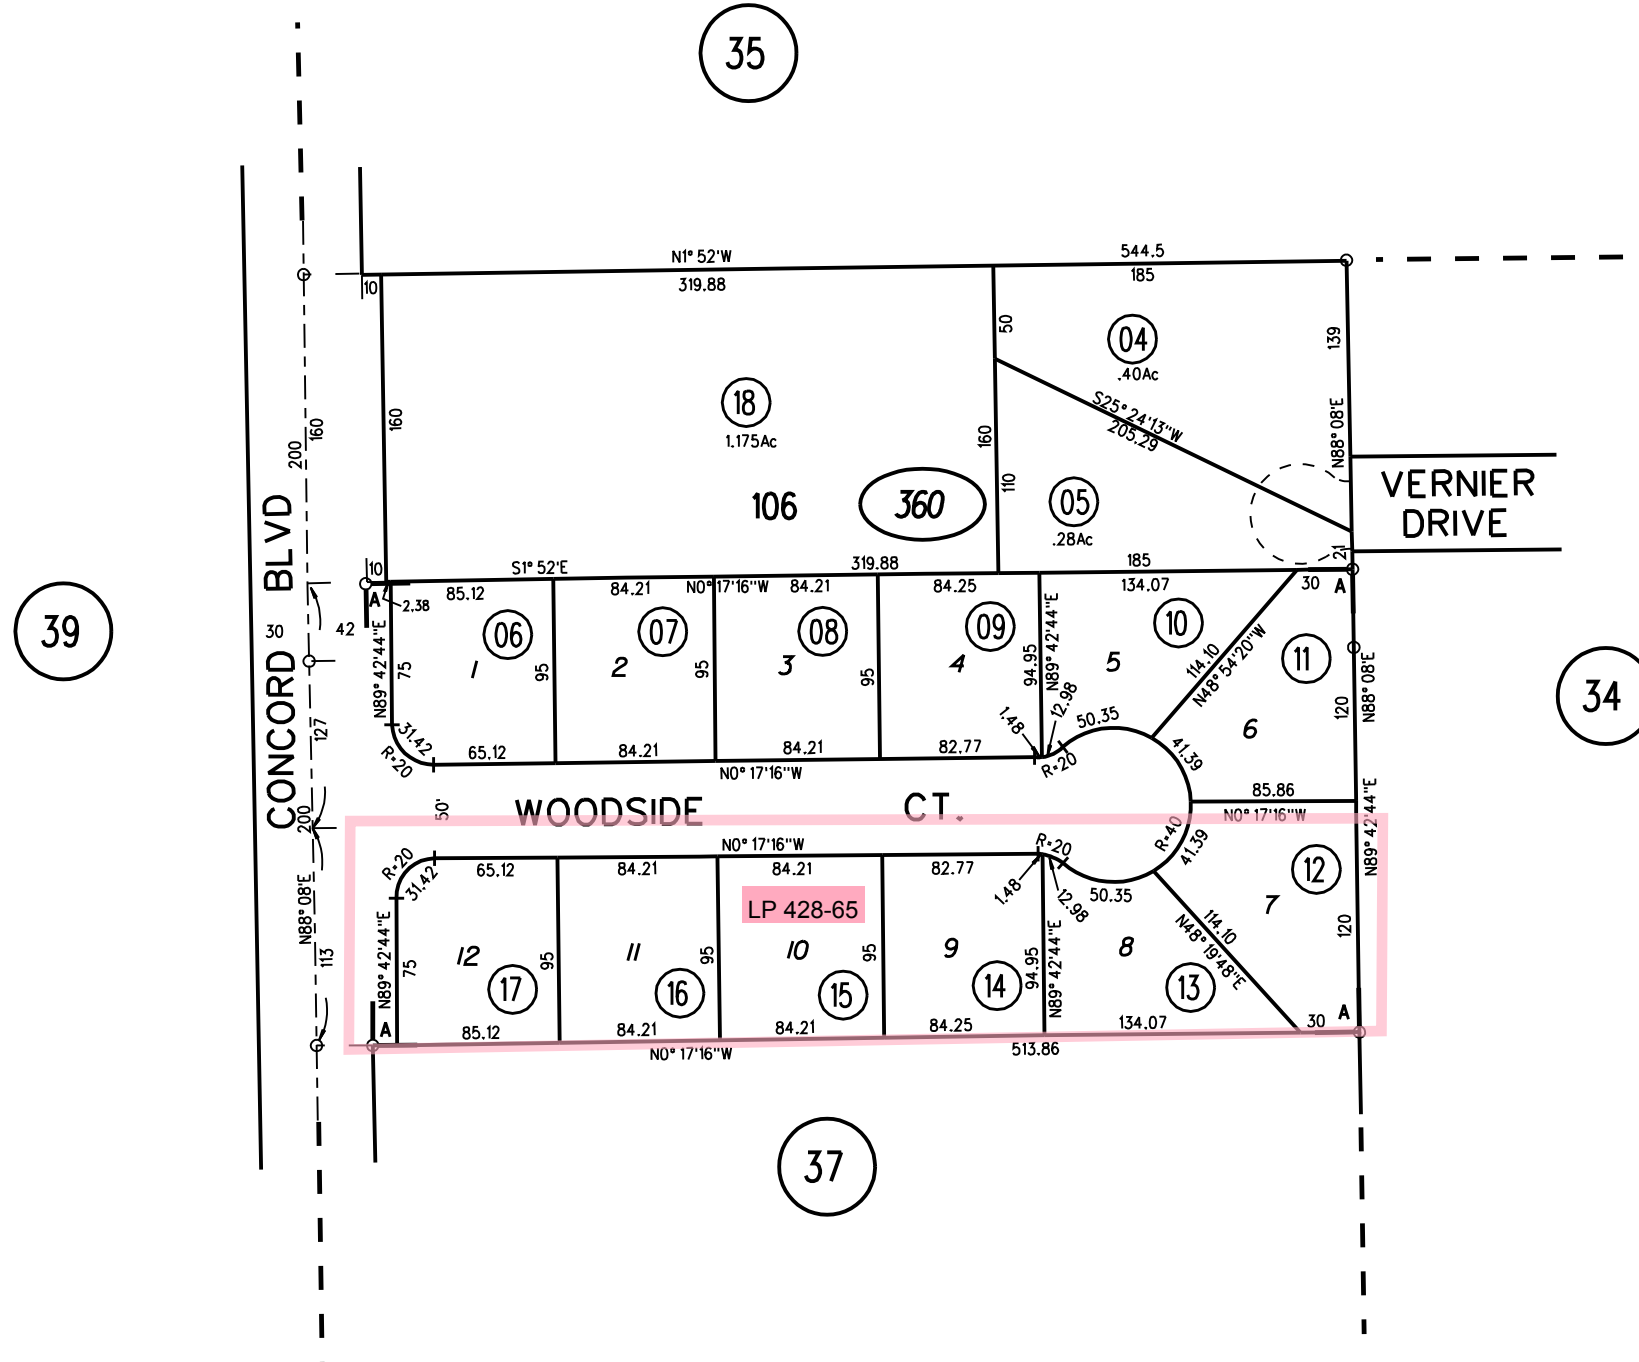 35
N1° 52'W
544.5
10
319.88
185
50
04
.40Ac
139
160
18
1.175Ac
160
S25° 24'13"W
205.29
N88° 08'E
160
200
110
05
.28Ac
106
360
VERNIER
DRIVE
21
10
S1° 52'E
319.88
185
A
2.38
85.12
84.21
N0° 17'16"W
84.21
84.25
134.07
30
A
39
CONCORD BLVD
30
42
N89° 42'44"E
75
06
1
95
07
2
95
08
3
95
09
4
94.95
N89° 42'44"E
10
5
114.10
N48° 54'20"W
11
6
120
N88° 08'E
34
127
31.42
R=20
65.12
84.21
84.21
82.77
1.48
12.98
R=20
50.35
41.39
N0° 17'16"W
85.86
N0° 17'16"W
N89° 42'44"E
200
50'
WOODSIDE CT.
N0° 17'16"W
R=20
R=40
41.39
R=20
31.42
65.12
84.21
84.21
82.77
1.48
12.98
50.35
LP 428-65
N88° 08'E
113
N89° 42'44"E
75
12
17
95
11
16
95
10
15
95
9
14
94.95
N89° 42'44"E
8
13
114.10
N48° 19'48"E
7
12
120
A
85.12
84.21
84.21
84.25
134.07
30
A
N0° 17'16"W
513.86
37